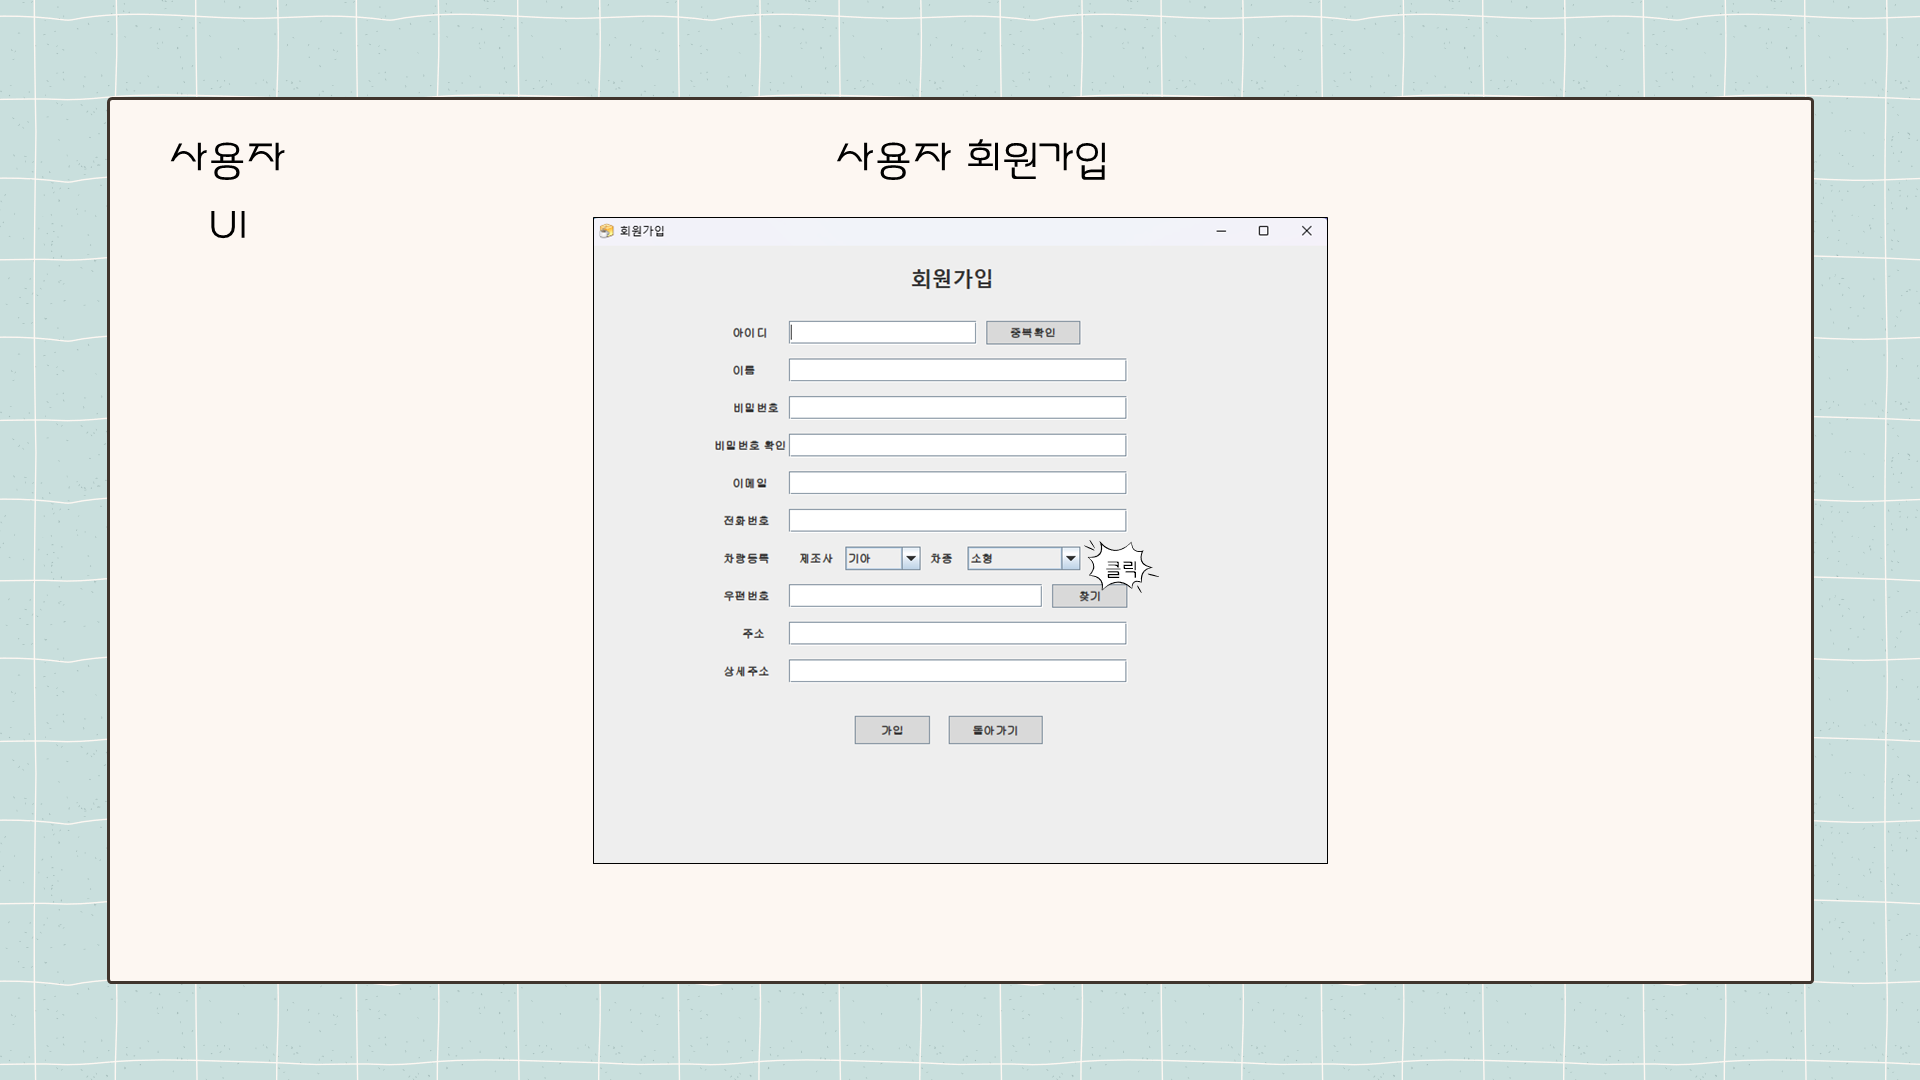 사용자
UI
사용자 회원가입
회원가입
회원가입
아이디 중복확인
이름
비밀번호
비밀번호 확인
이메일
전화번호
차량등록 제조사 기아 차종 소형
클릭
우편번호 찾기
주소
상세주소
가입 돌아가기